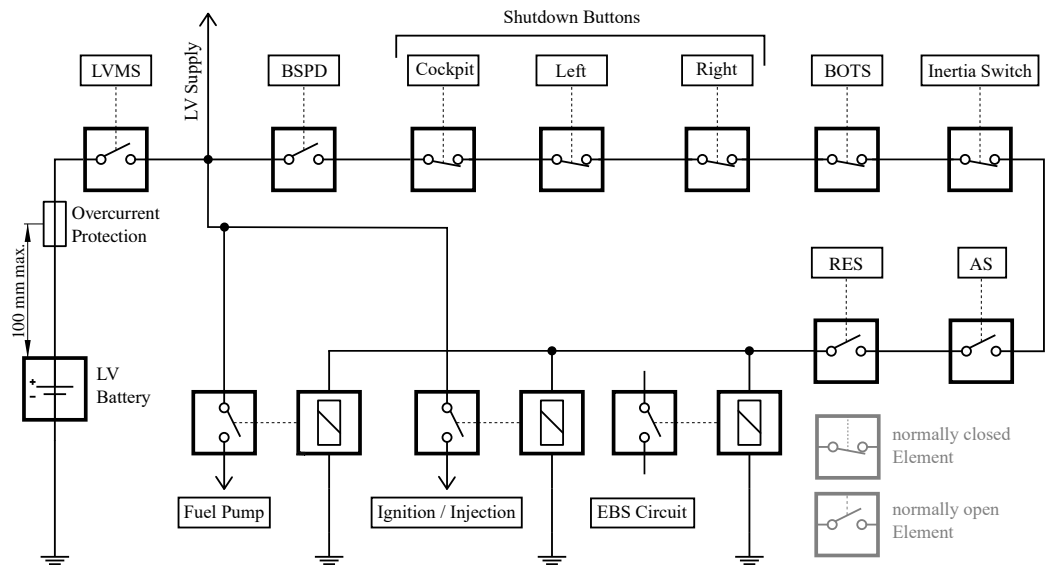 Shutdown Buttons
LVMS
LV Supply
BSPD
Cockpit
Left
Right
BOTS
Inertia Switch
Overcurrent
Protection
100 mm max.
RES
AS
LV
Battery
+
-
normally closed
Element
Fuel Pump
Ignition / Injection
EBS Circuit
normally open
Element